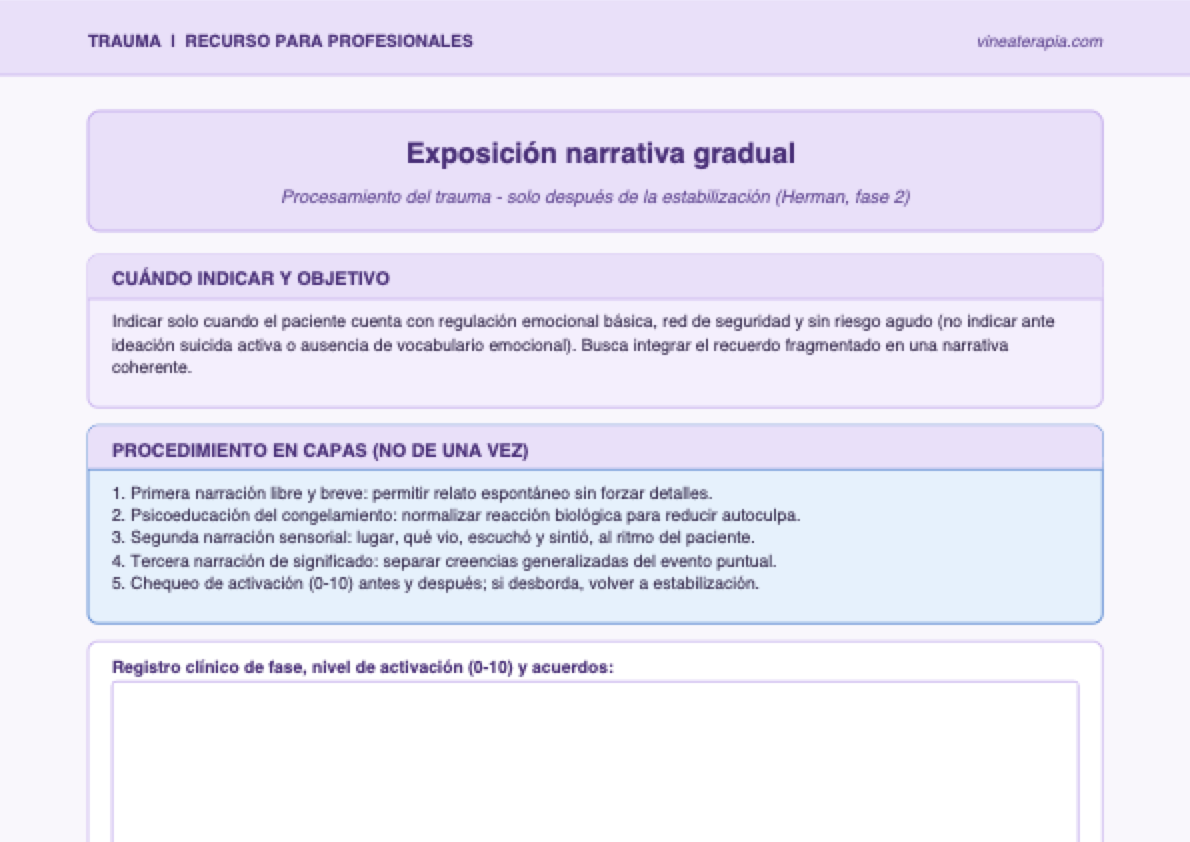 TRAUMA | RECURSO PARA PROFESIONALES
vineaterapia.com
Exposición narrativa gradual
Procesamiento del trauma - solo después de la estabilización (Herman, fase 2)
CUÁNDO INDICAR Y OBJETIVO
Indicar solo cuando el paciente cuenta con regulación emocional básica, red de seguridad y sin riesgo agudo (no indicar ante
ideación suicida activa o ausencia de vocabulario emocional). Busca integrar el recuerdo fragmentado en una narrativa
coherente.
PROCEDIMIENTO EN CAPAS (NO DE UNA VEZ)
1. Primera narración libre y breve: permitir relato espontáneo sin forzar detalles.
2. Psicoeducación del congelamiento: normalizar reacción biológica para reducir autoculpa.
3. Segunda narración sensorial: lugar, qué vio, escuchó y sintió, al ritmo del paciente.
4. Tercera narración de significado: separar creencias generalizadas del evento puntual.
5. Chequeo de activación (0-10) antes y después; si desborda, volver a estabilización.
Registro clínico de fase, nivel de activación (0-10) y acuerdos: